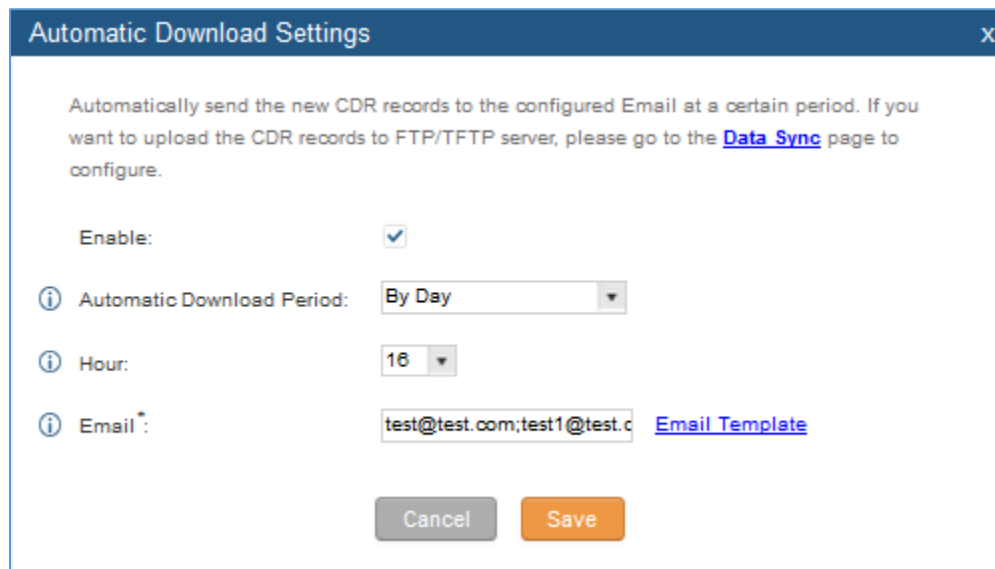 Automatic Download Settings x
Automatically send the new CDR records to the configured Email at a certain period. If you
want to upload the CDR records to FTP/TFTP server, please go to the Data Sync page to
configure.
Enable:
Automatic Download Period: By Day
Hour: 16
Email*: test@test.com;test1@test.c Email Template
Cancel Save